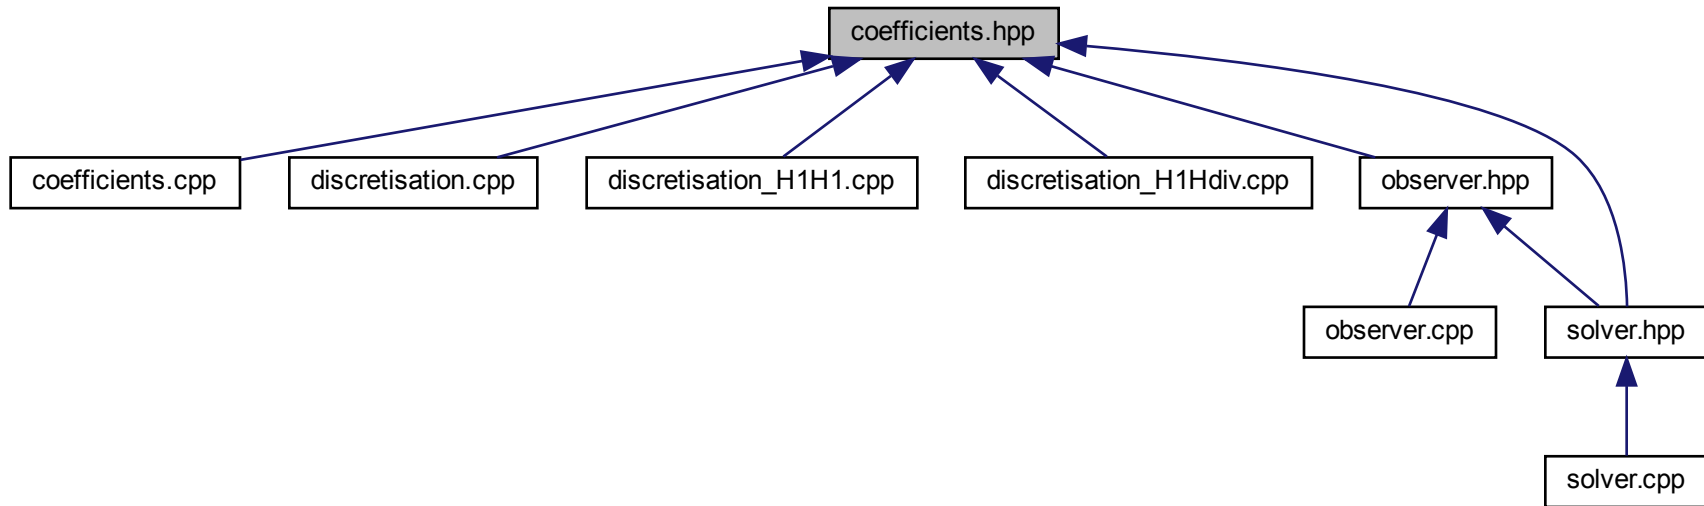 coefficients.hpp
coefficients.cpp
discretisation.cpp
discretisation_H1H1.cpp
discretisation_H1Hdiv.cpp
observer.hpp
observer.cpp
solver.hpp
solver.cpp